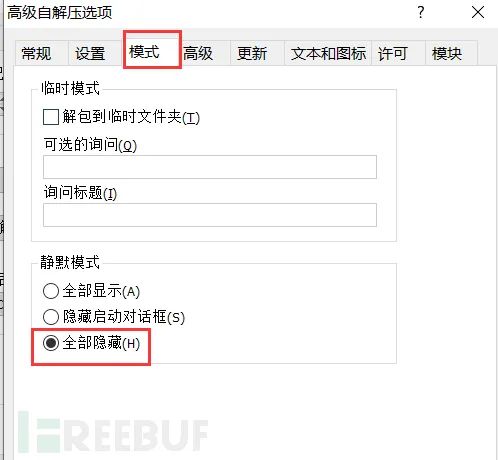 高级自解压选项 ?
常规 设置 模式 高级 更新 文本和图标 许可 模块
临时模式
解包到临时文件夹(T)
可选的询问(Q)
询问标题(I)
静默模式
全部显示(A)
隐藏启动对话框(S)
全部隐藏(H)
REEBUF